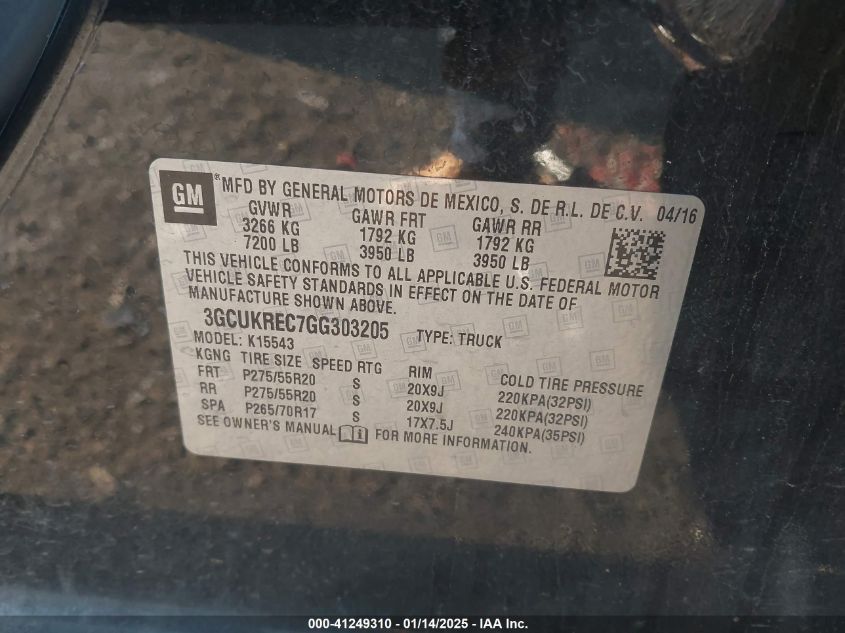 GM ® MFD BY GENERAL MOTORS DE MEXICO, S. DE R.L. DE C.V. 04/16
GVWR GAWR FRT GAWR RR
3266 KG 1792 KG 1792 KG
7200 LB 3950 LB 3950 LB
THIS VEHICLE CONFORMS TO ALL APPLICABLE U.S. FEDERAL MOTOR
VEHICLE SAFETY STANDARDS IN EFFECT ON THE DATE OF
MANUFACTURE SHOWN ABOVE.
3GCUKREC7GG303205 TYPE: TRUCK
MODEL: K15543
KGNG TIRE SIZE SPEED RTG RIM COLD TIRE PRESSURE
FRT P275/55R20 S 20X9J 220KPA(32PSI)
RR P275/55R20 S 20X9J 220KPA(32PSI)
SPA P265/70R17 S 17X7.5J 240KPA(35PSI)
SEE OWNER'S MANUAL FOR MORE INFORMATION.
000-41249310 - 01/14/2025 - IAA Inc.